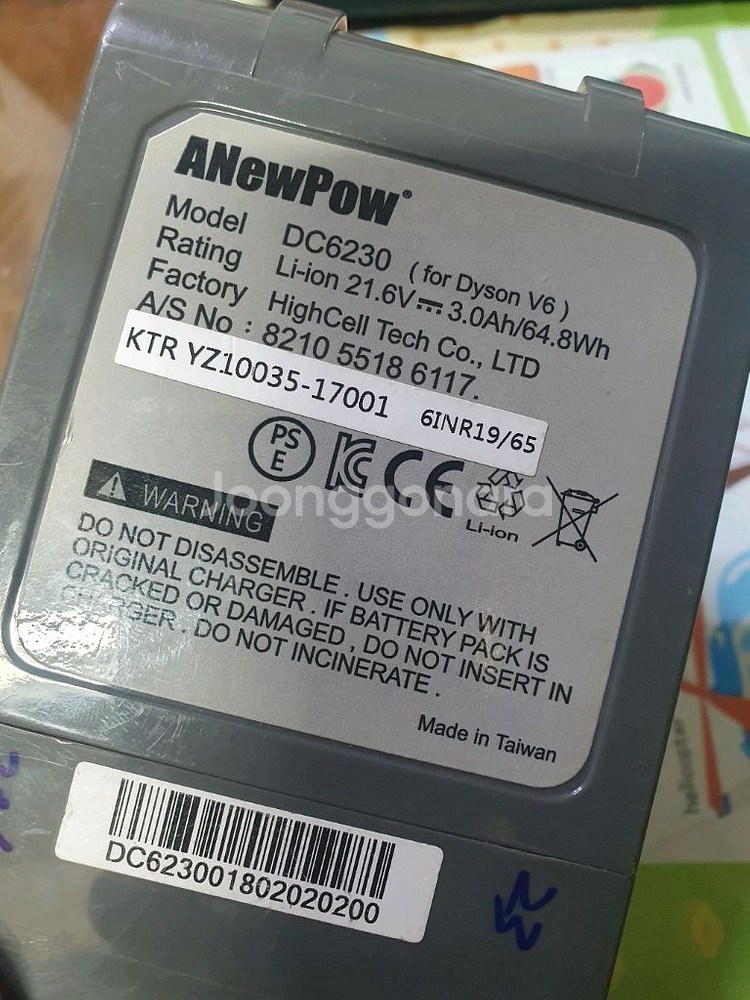 ANewPow®
Model DC6230 ( for Dyson V6 )
Rating Li-ion 21.6V 3.0Ah/64.8Wh
Factory HighCell Tech Co., LTD
A/S No : 8210 5518 6117.
KTR YZ10035-17001 6INR19/65
PS
E
CE
Li-ion
WARNING
joonggonara
DO NOT DISASSEMBLE . USE ONLY WITH
ORIGINAL CHARGER . IF BATTERY PACK IS
CRACKED OR DAMAGED , DO NOT INSERT IN
CHARGER . DO NOT INCINERATE .
Made in Taiwan
DC623001802020200
helicopter